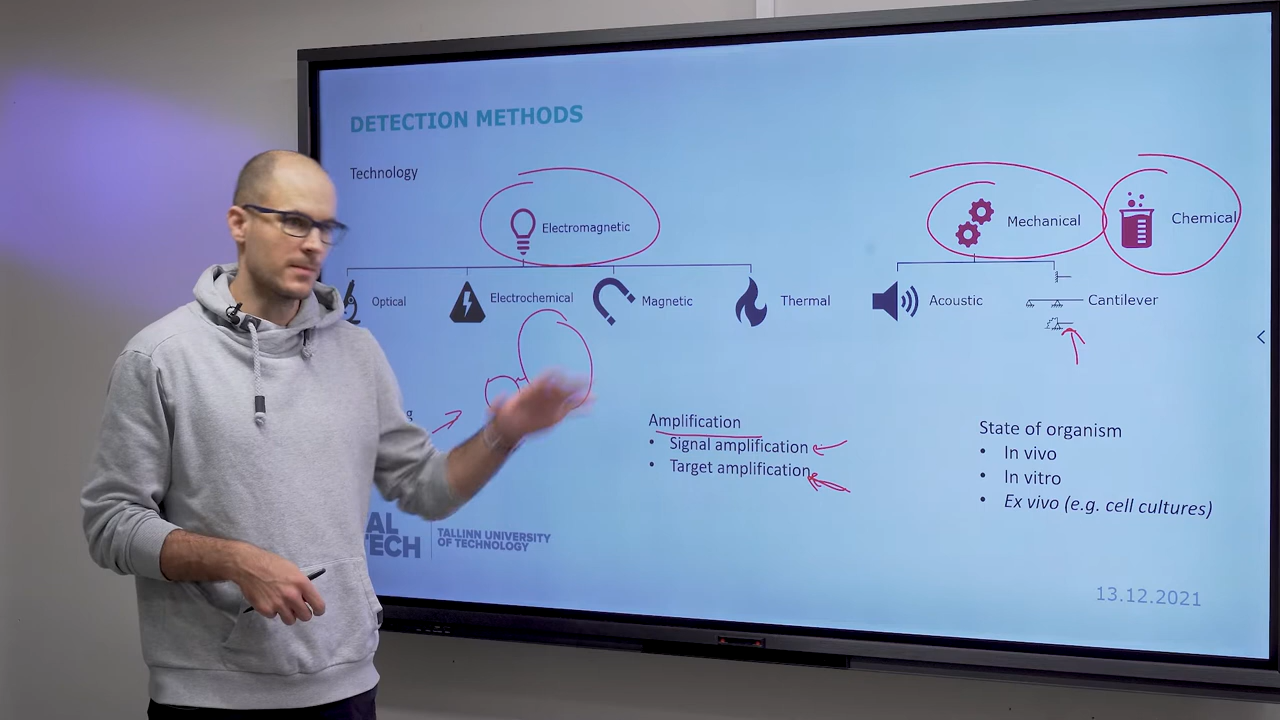 DETECTION METHODS
Technology
Electromagnetic
Mechanical
Chemical
Optical
Electrochemical
Magnetic
Thermal
Acoustic
Cantilever
Amplification
• Signal amplification
• Target amplification
State of organism
• In vivo
• In vitro
• Ex vivo (e.g. cell cultures)
TALLINN UNIVERSITY
OF TECHNOLOGY
13.12.2021